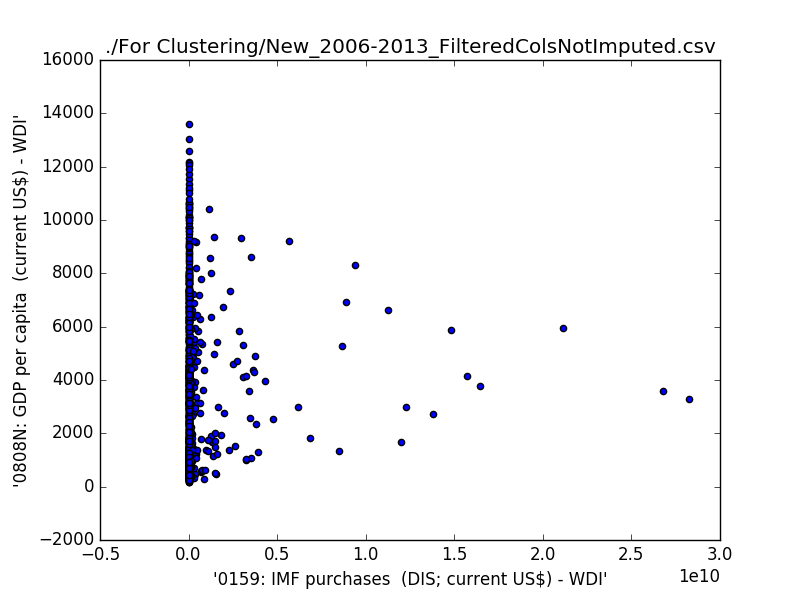 ./For Clustering/New_2006-2013_FilteredColsNotImputed.csv
16000
14000
12000
10000
8000
6000
4000
2000
0
−2000
'0808N: GDP per capita  (current US$) - WDI'
−0.5 0.0 0.5 1.0 1.5 2.0 2.5 3.0
1e10
'0159: IMF purchases  (DIS; current US$) - WDI'